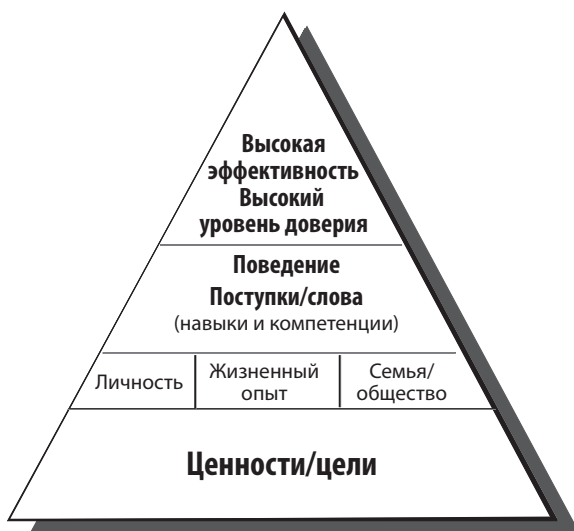 Высокая
эффективность
Высокий
уровень доверия
Поведение
Поступки/слова
(навыки и компетенции)
Личность
Жизненный
опыт
Семья/
общество
Ценности/цели